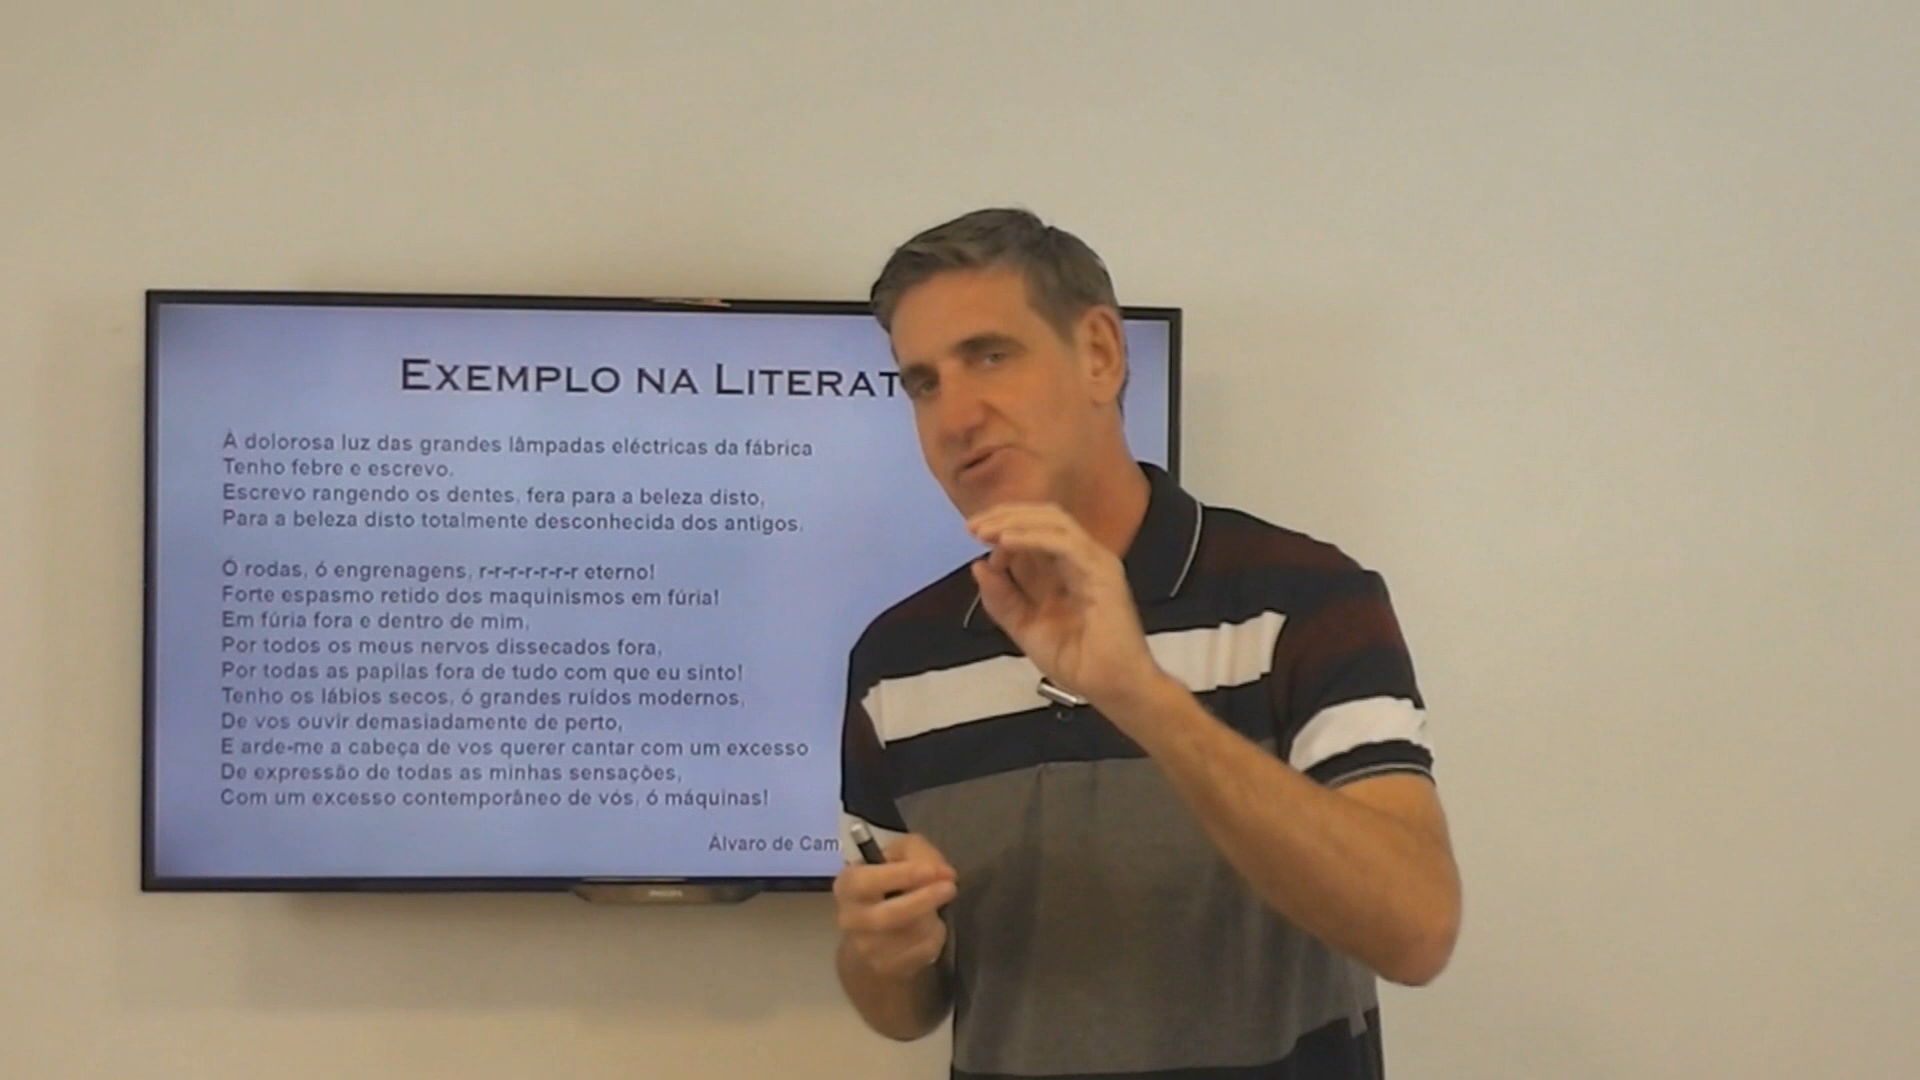 EXEMPLO NA LITERAT
À dolorosa luz das grandes lâmpadas eléctricas da fábrica
Tenho febre e escrevo.
Escrevo rangendo os dentes, fera para a beleza disto,
Para a beleza disto totalmente desconhecida dos antigos.
Ó rodas, ó engrenagens, r-r-r-r-r-r-r eterno!
Forte espasmo retido dos maquinismos em fúria!
Em fúria fora e dentro de mim,
Por todos os meus nervos dissecados fora,
Por todas as papilas fora de tudo com que eu sinto!
Tenho os lábios secos, ó grandes ruídos modernos,
De vos ouvir demasiadamente de perto,
E arde-me a cabeça de vos querer cantar com um excesso
De expressão de todas as minhas sensações,
Com um excesso contemporâneo de vós, ó máquinas!
Álvaro de Cam
PHILIPS